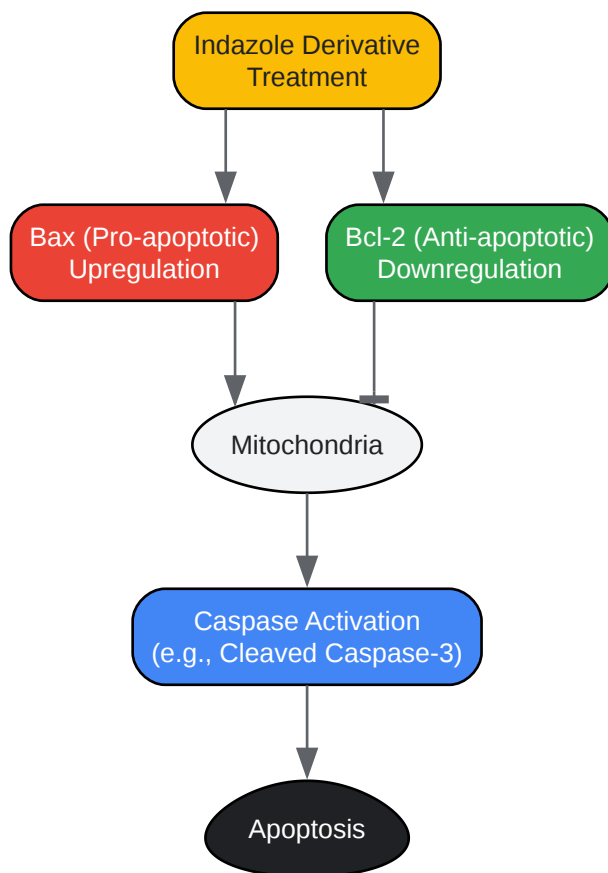 Indazole Derivative
Treatment
Bax (Pro-apoptotic)
Upregulation
Bcl-2 (Anti-apoptotic)
Downregulation
Mitochondria
Caspase Activation
(e.g., Cleaved Caspase-3)
Apoptosis